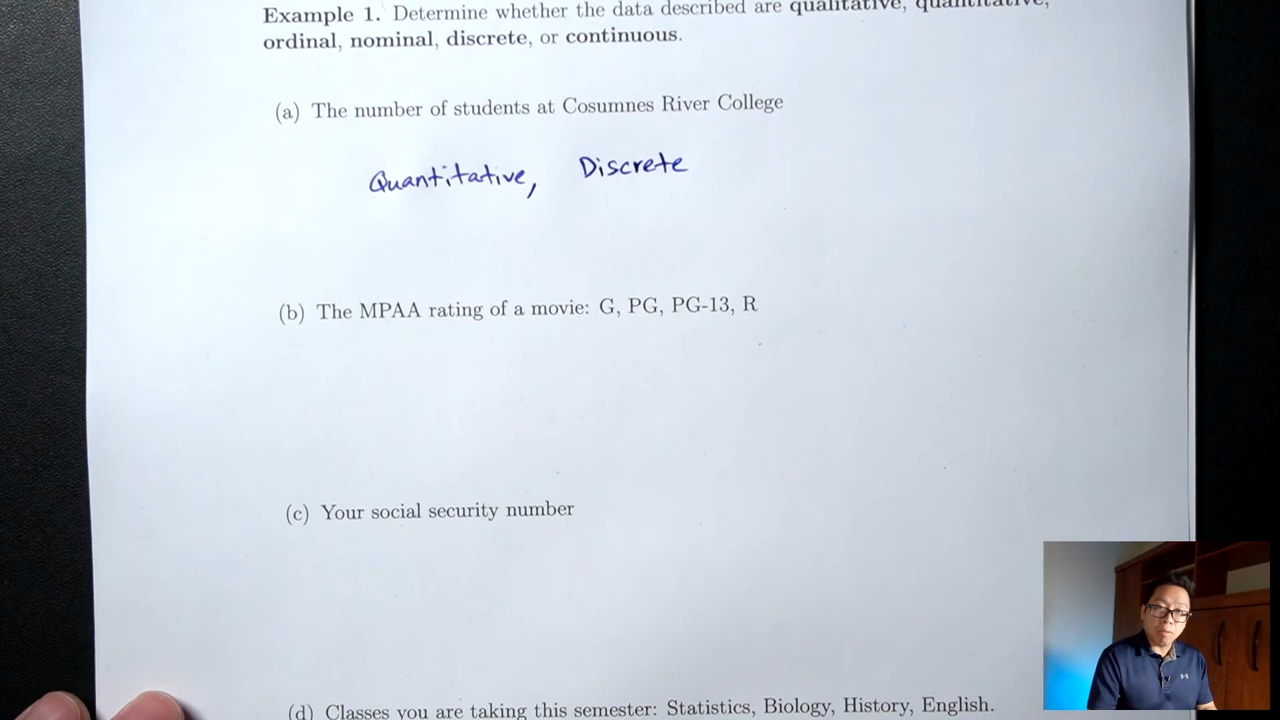 Example 1. Determine whether the data described are qualitative, quantitative,
ordinal, nominal, discrete, or continuous.
(a) The number of students at Cosumnes River College
Quantitative, Discrete
(b) The MPAA rating of a movie: G, PG, PG-13, R
(c) Your social security number
(d) Classes you are taking this semester: Statistics, Biology, History, English.